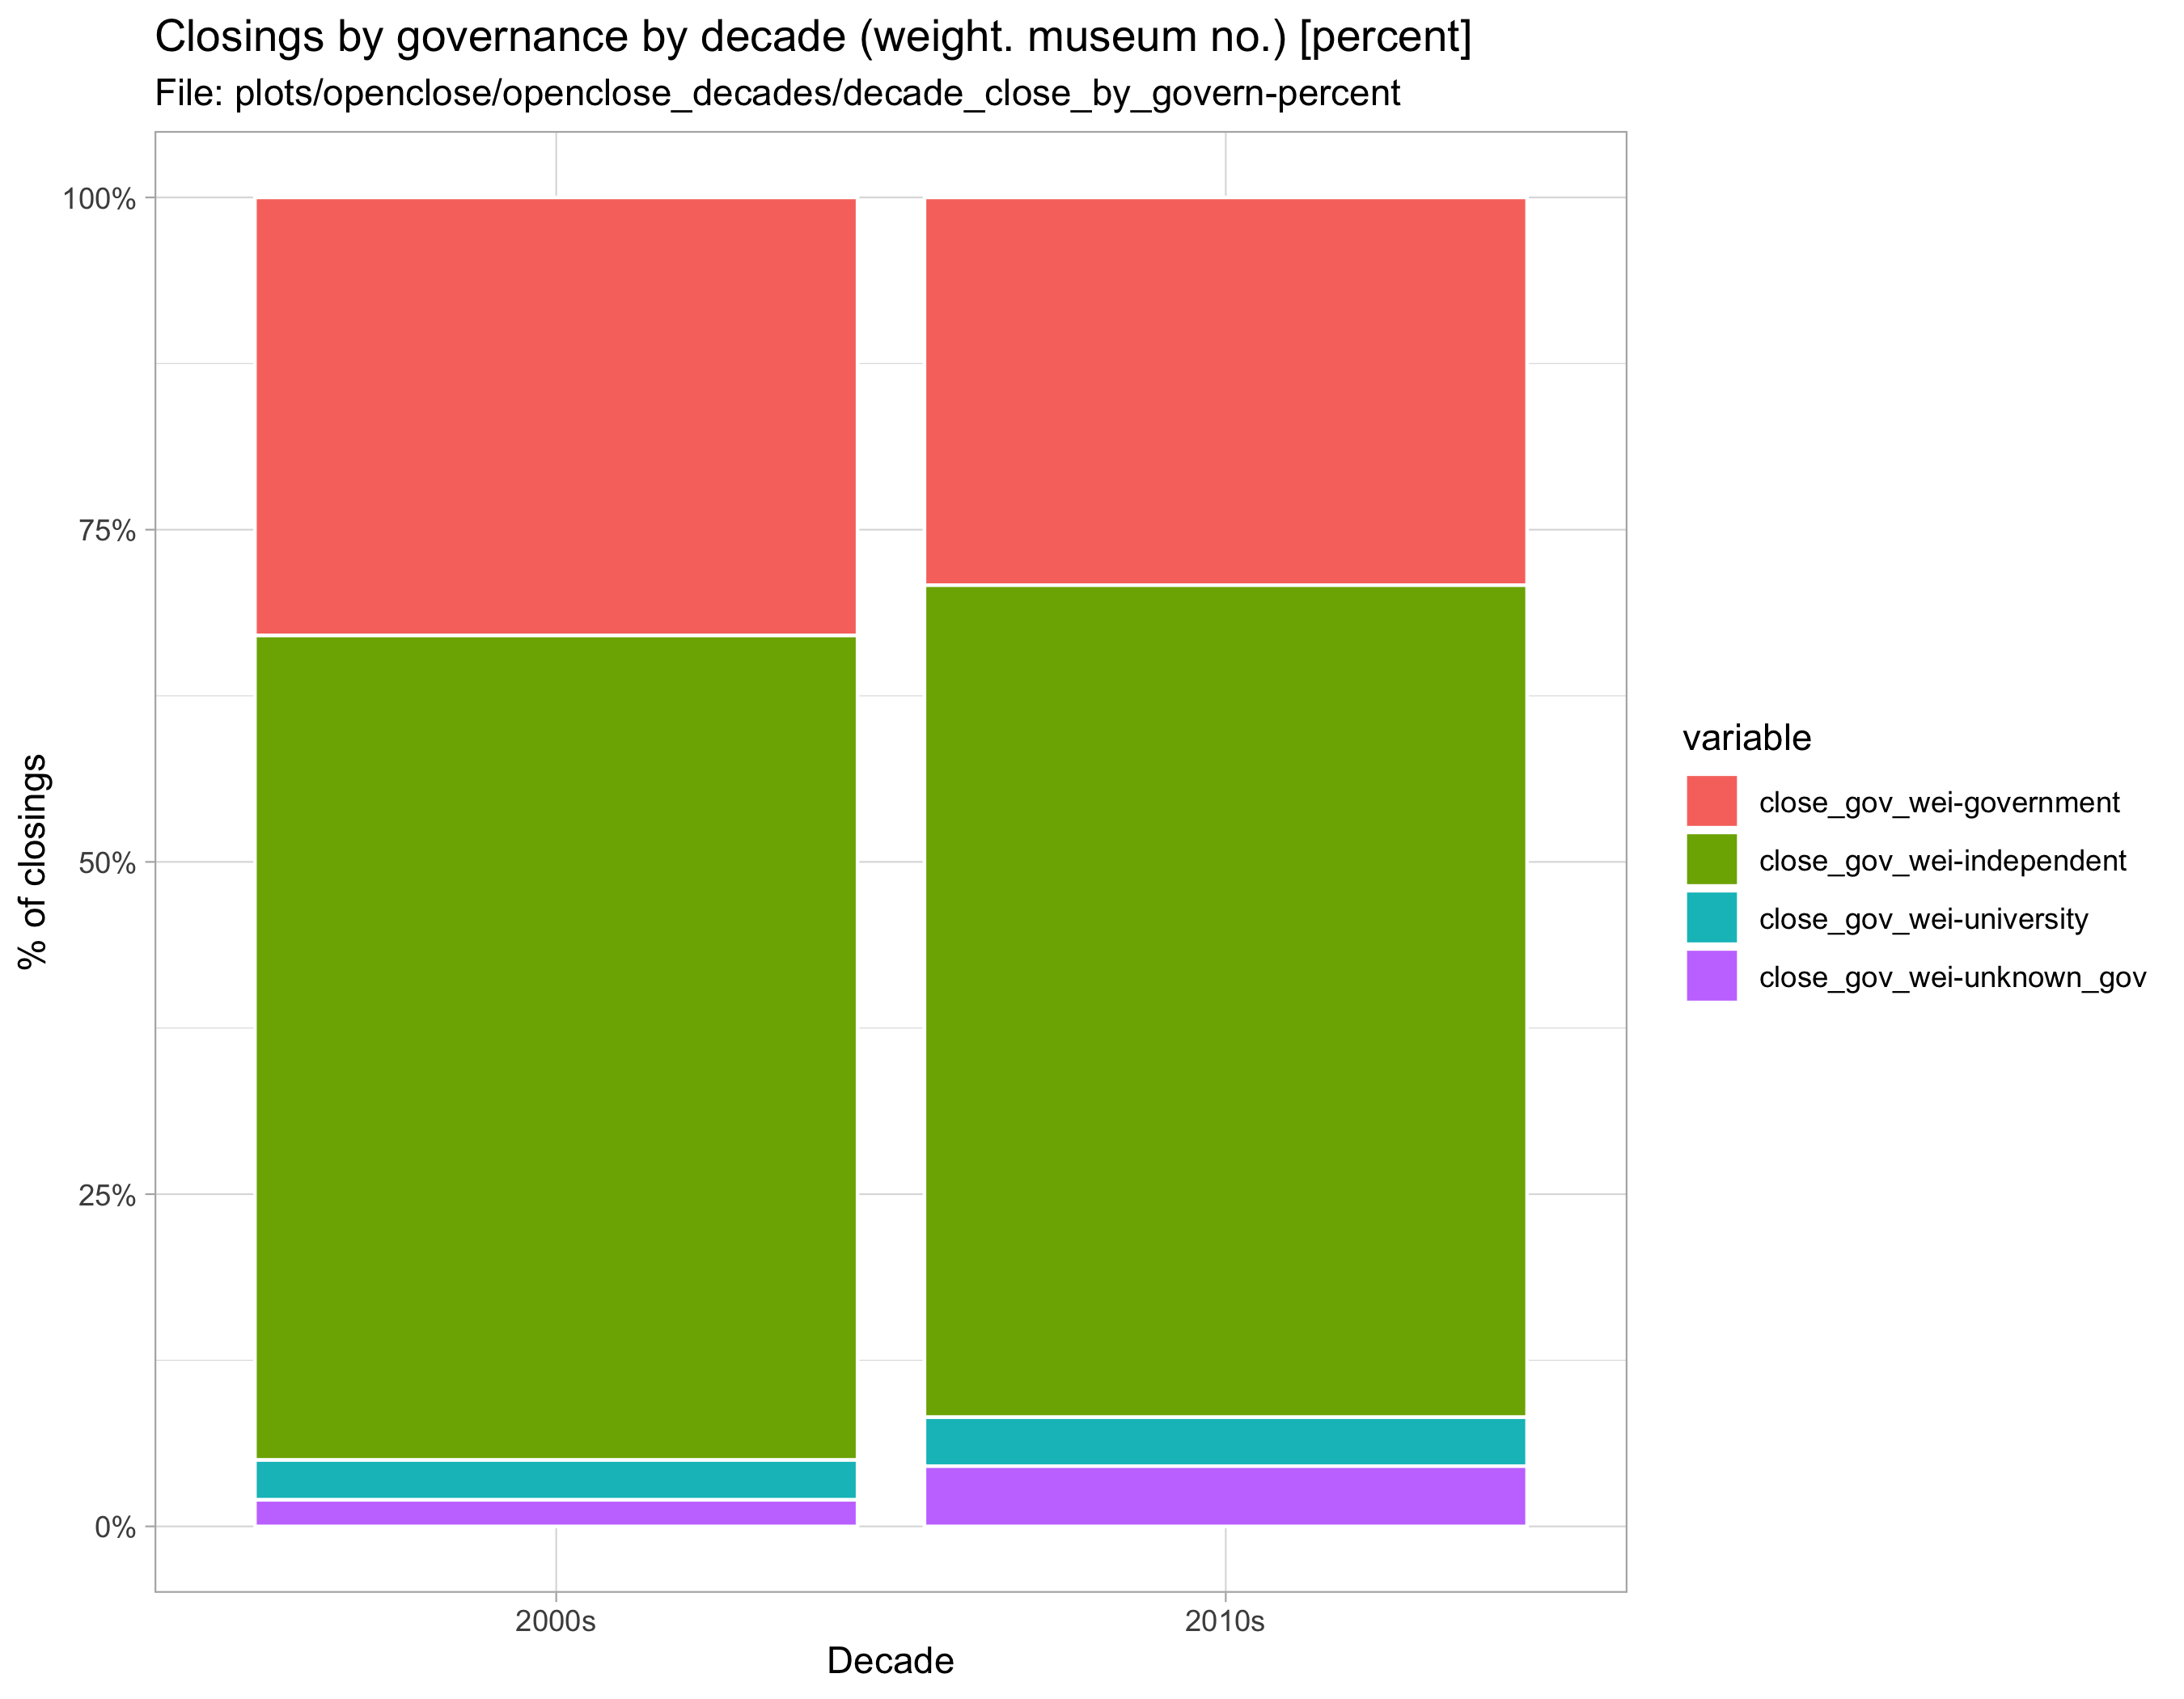 Closings by governance by decade (weight. museum no.) [percent]
File: plots/openclose/openclose_decades/decade_close_by_govern-percent
100%
75%
50%
25%
0%
% of closings
2000s
2010s
Decade
variable
close_gov_wei-government
close_gov_wei-independent
close_gov_wei-university
close_gov_wei-unknown_gov